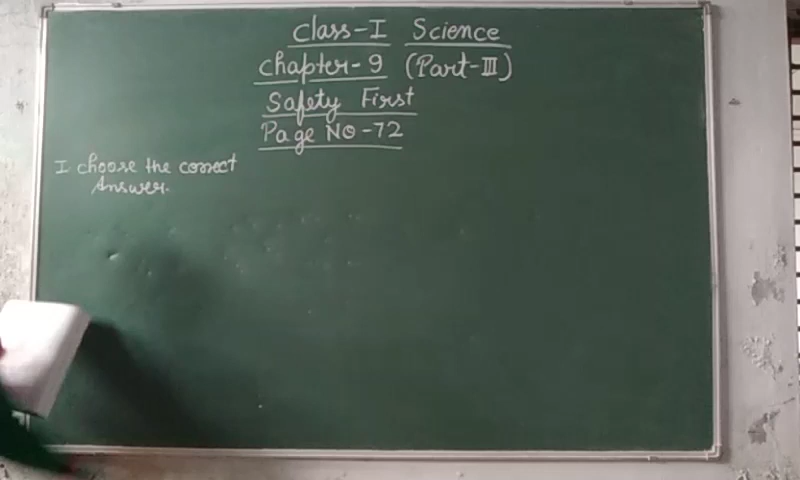 Class-I Science
Chapter-9 (Part-III)
Safety First
Page No-72
I choose the correct
Answer.